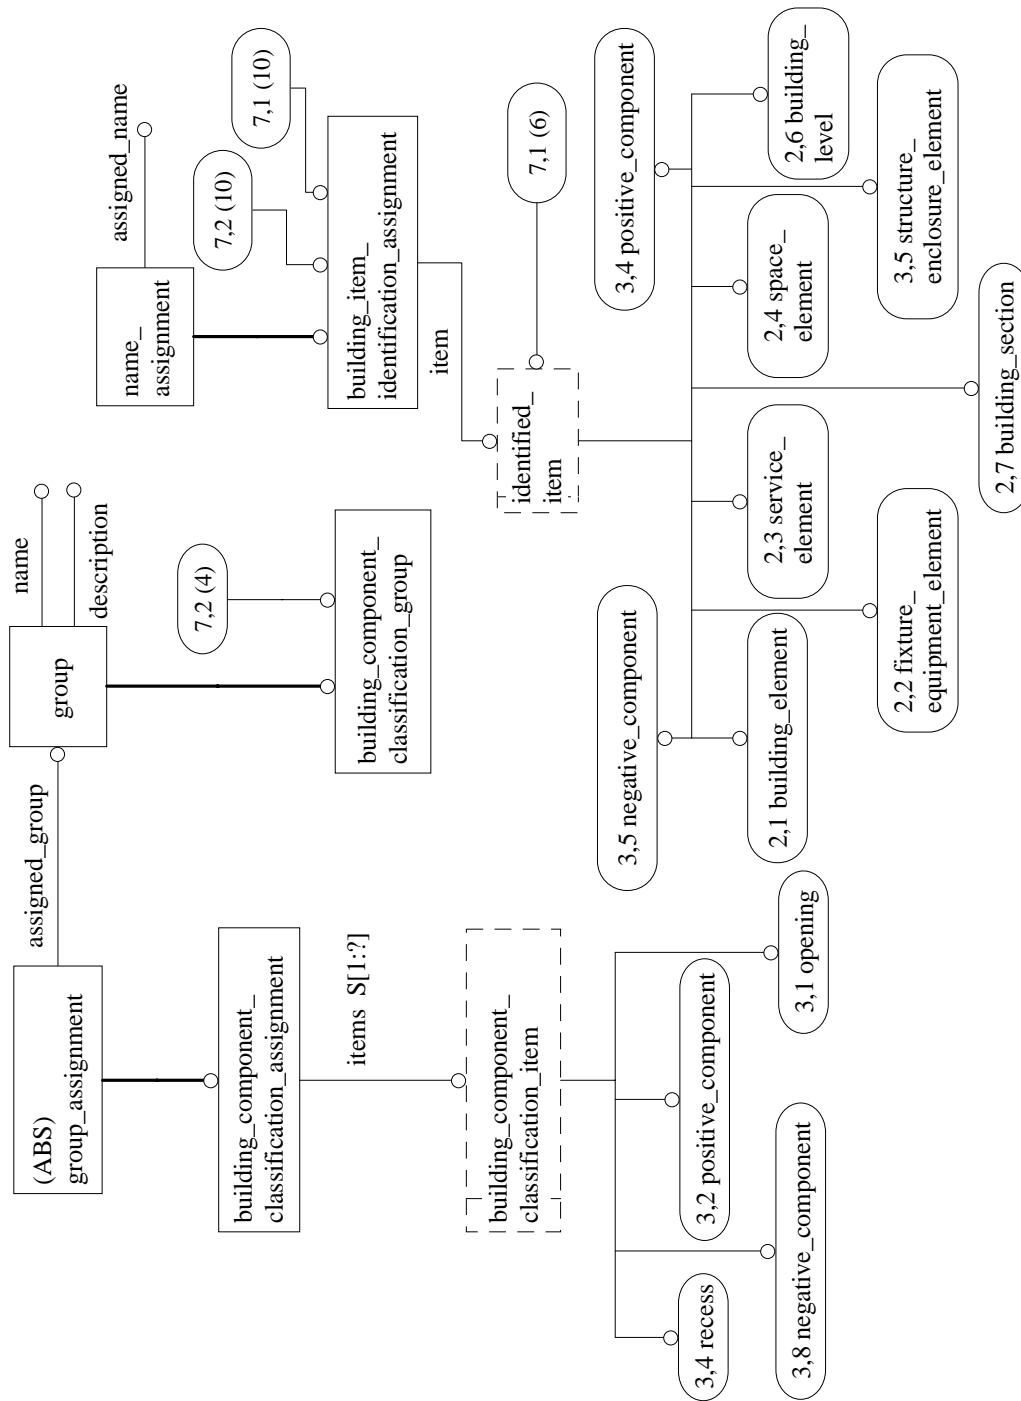 (ABS)
group_assignment
assigned_group
group
name
description
building_component_
classification_assignment
items S[1:?]
building_component_
classification_item
3,4 recess
3,8 negative_component
3,2 positive_component
3,1 opening
7,2 (4)
building_component_
classification_group
name_
assignment
assigned_name
7,2 (10)
7,1 (10)
building_item_
identification_assignment
item
identified_
item
7,1 (6)
3,5 negative_component
2,1 building_element
2,2 fixture_
equipment_element
2,3 service_
element
2,7 building_section
2,4 space_
element
3,4 positive_component
3,5 structure_
enclosure_element
2,6 building_
level